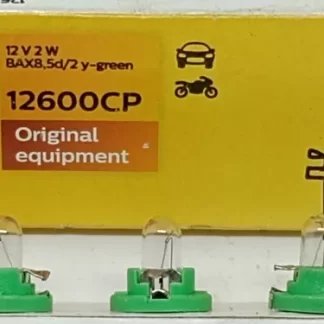 12 V 2 W
BAX8,5d/2 y-green
12600CP
Original
equipment